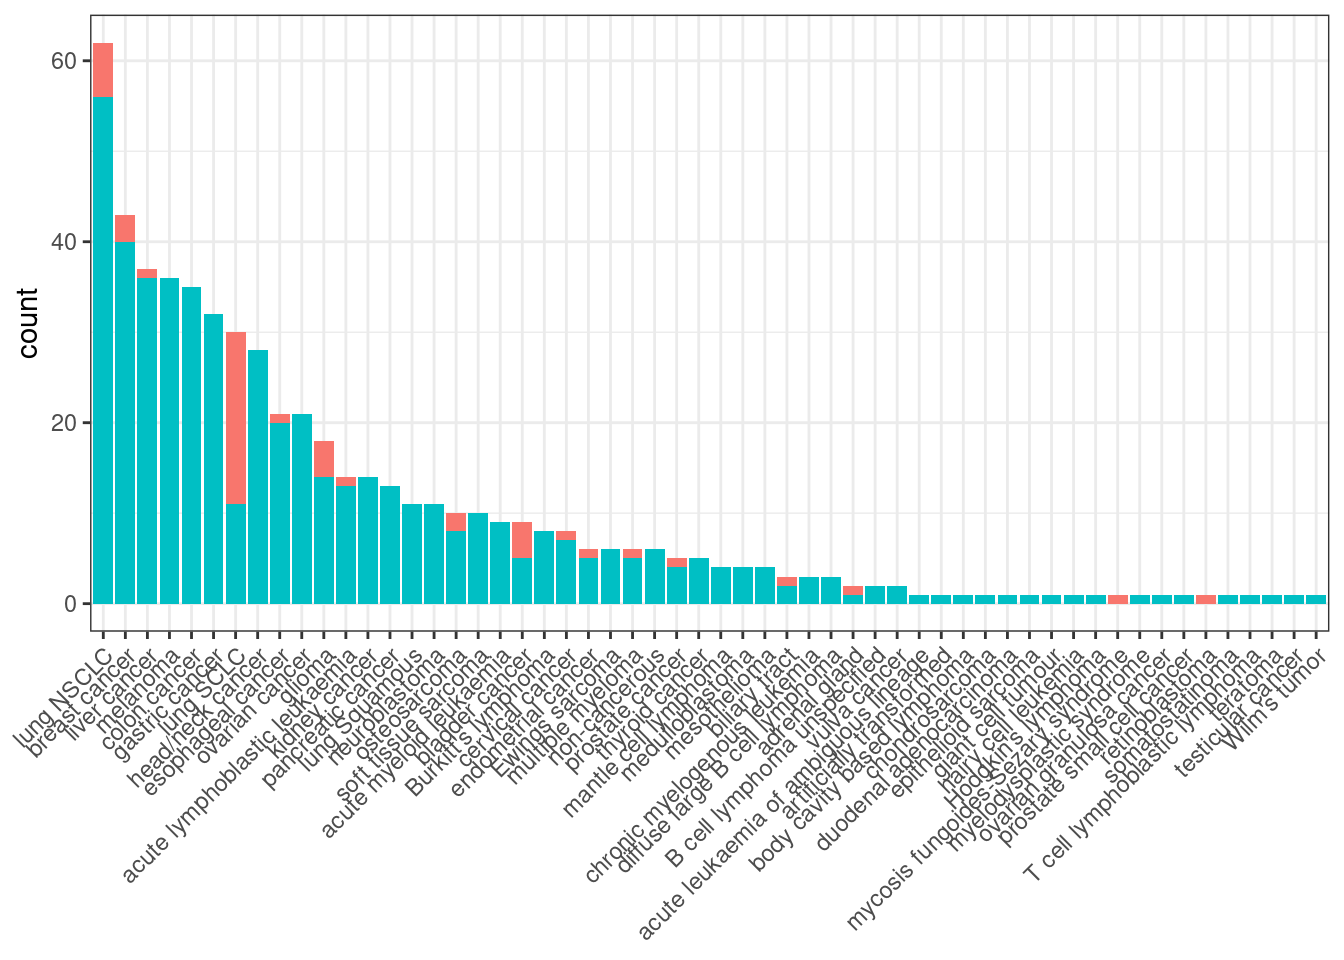 count
60
40
20
0
lung NSCLC
breast cancer
liver cancer
melanoma
colon cancer
gastric cancer
lung SCLC
head/neck cancer
esophageal cancer
ovarian cancer
glioma
acute lymphoblastic leukaemia
kidney cancer
pancreatic cancer
lung Squamous
neuroblastoma
osteosarcoma
soft tissue sarcoma
acute myeloid leukaemia
bladder cancer
Burkitt's lymphoma
cervical cancer
endometrial cancer
Ewings sarcoma
multiple myeloma
non-cancerous
prostate cancer
thyroid cancer
mantle cell lymphoma
medulloblastoma
mesothelioma
biliary tract
chronic myelogenous leukaemia
diffuse large B cell lymphoma
adrenal gland
B cell lymphoma unspecified
vulva cancer
acute leukaemia of ambiguous lineage
artificially transformed
body cavity based lymphoma
chondrosarcoma
duodenal adenocarcinoma
epithelioid sarcoma
giant cell tumour
hairy cell leukaemia
Hodgkin's lymphoma
mycosis fungoides-Sezary syndrome
myelodysplastic syndrome
ovarian granulosa cancer
prostate small cell cancer
retinoblastoma
somatostatinoma
T cell lymphoblastic lymphoma
teratoma
testicular cancer
Wilm's tumor